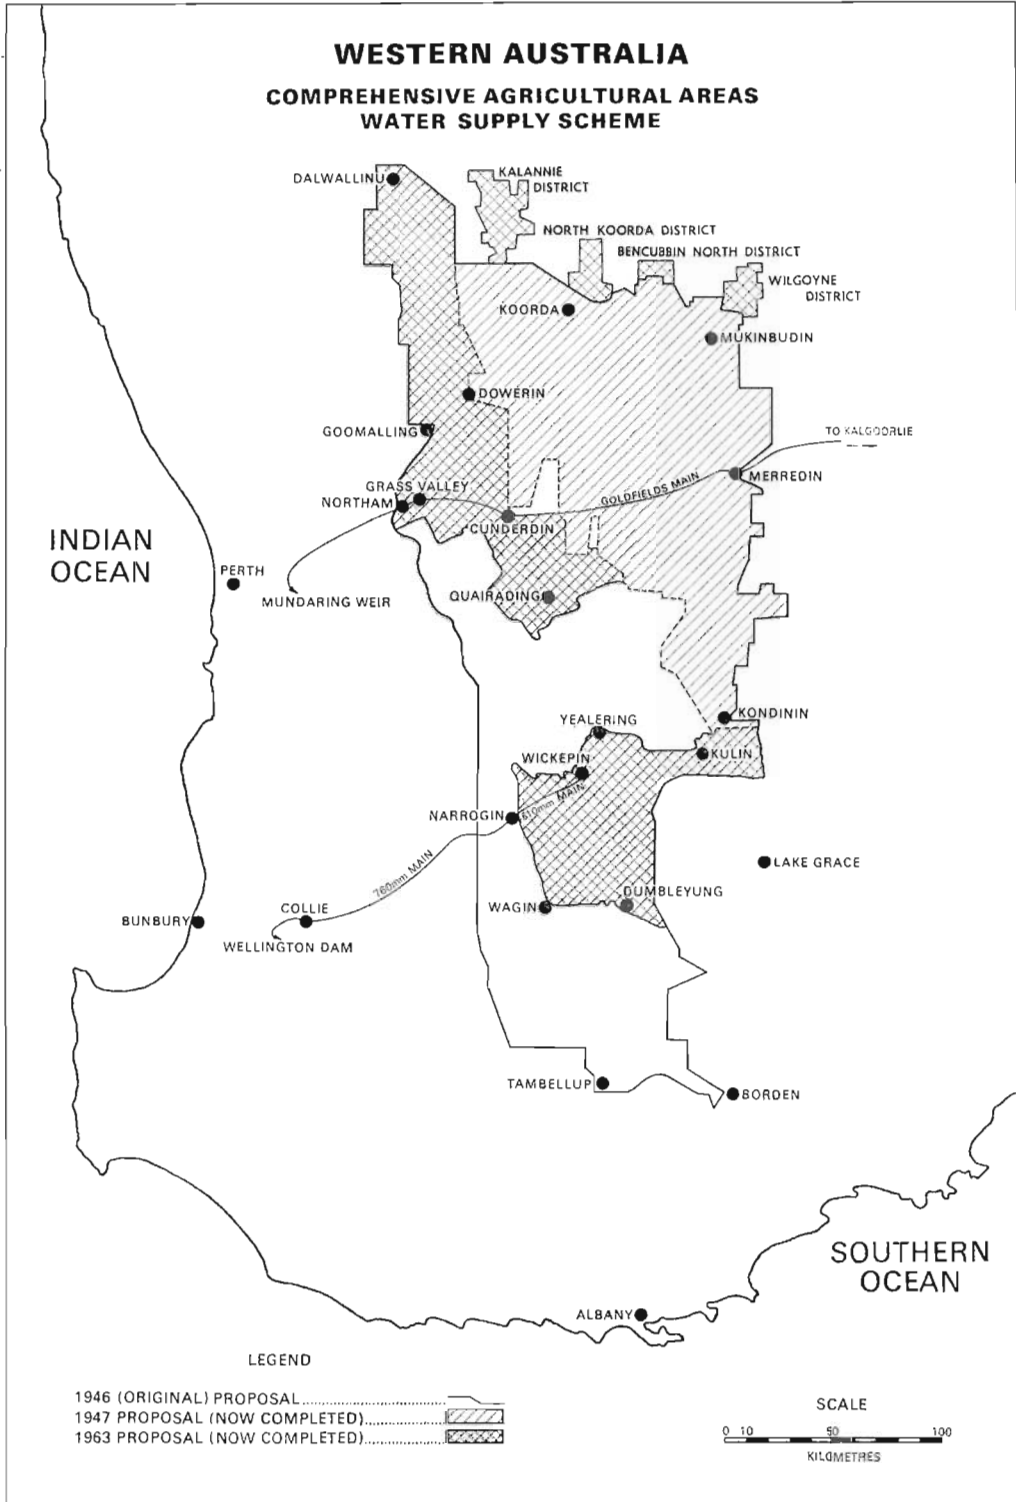 WESTERN AUSTRALIA
COMPREHENSIVE AGRICULTURAL AREAS
WATER SUPPLY SCHEME
DALWALLINU
KALANNIE
DISTRICT
NORTH KOORDA DISTRICT
BENCUBBIN NORTH DISTRICT
WILGOYNE
DISTRICT
KOORDA
MUKINBUDIN
DOWERIN
GOOMALLING
TO KALGOORLIE
GRASS VALLEY
NORTHAM
GOLDFIELDS MAIN
MERREDIN
CUNDERDIN
INDIAN
OCEAN
PERTH
MUNDARING WEIR
QUAIRADING
YEALERING
KONDININ
WICKEPIN
KULIN
610mm MAIN
NARROGIN
760mm MAIN
LAKE GRACE
DUMBLEYUNG
WAGIN
COLLIE
BUNBURY
WELLINGTON DAM
TAMBELLUP
BORDEN
SOUTHERN
OCEAN
ALBANY
LEGEND
1946 (ORIGINAL) PROPOSAL
1947 PROPOSAL (NOW COMPLETED)
1963 PROPOSAL (NOW COMPLETED)
SCALE
0 10 50 100
KILOMETRES